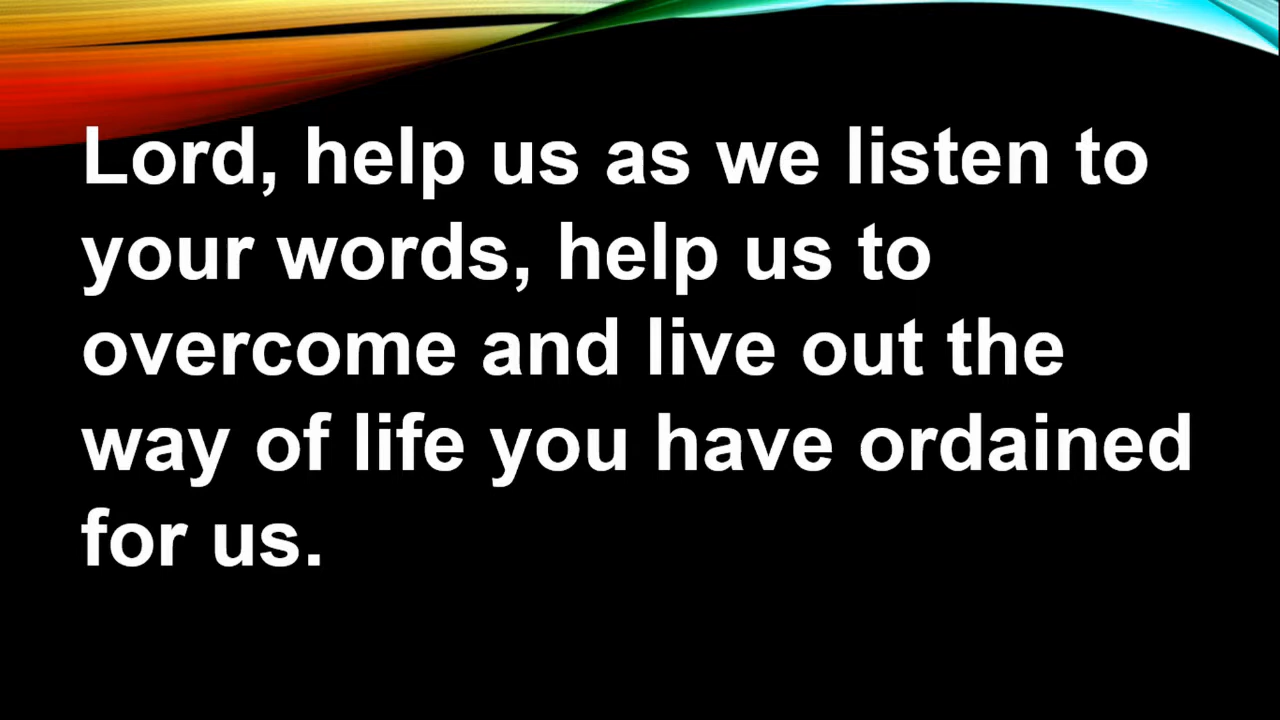 Lord, help us as we listen to
your words, help us to
overcome and live out the
way of life you have ordained
for us.